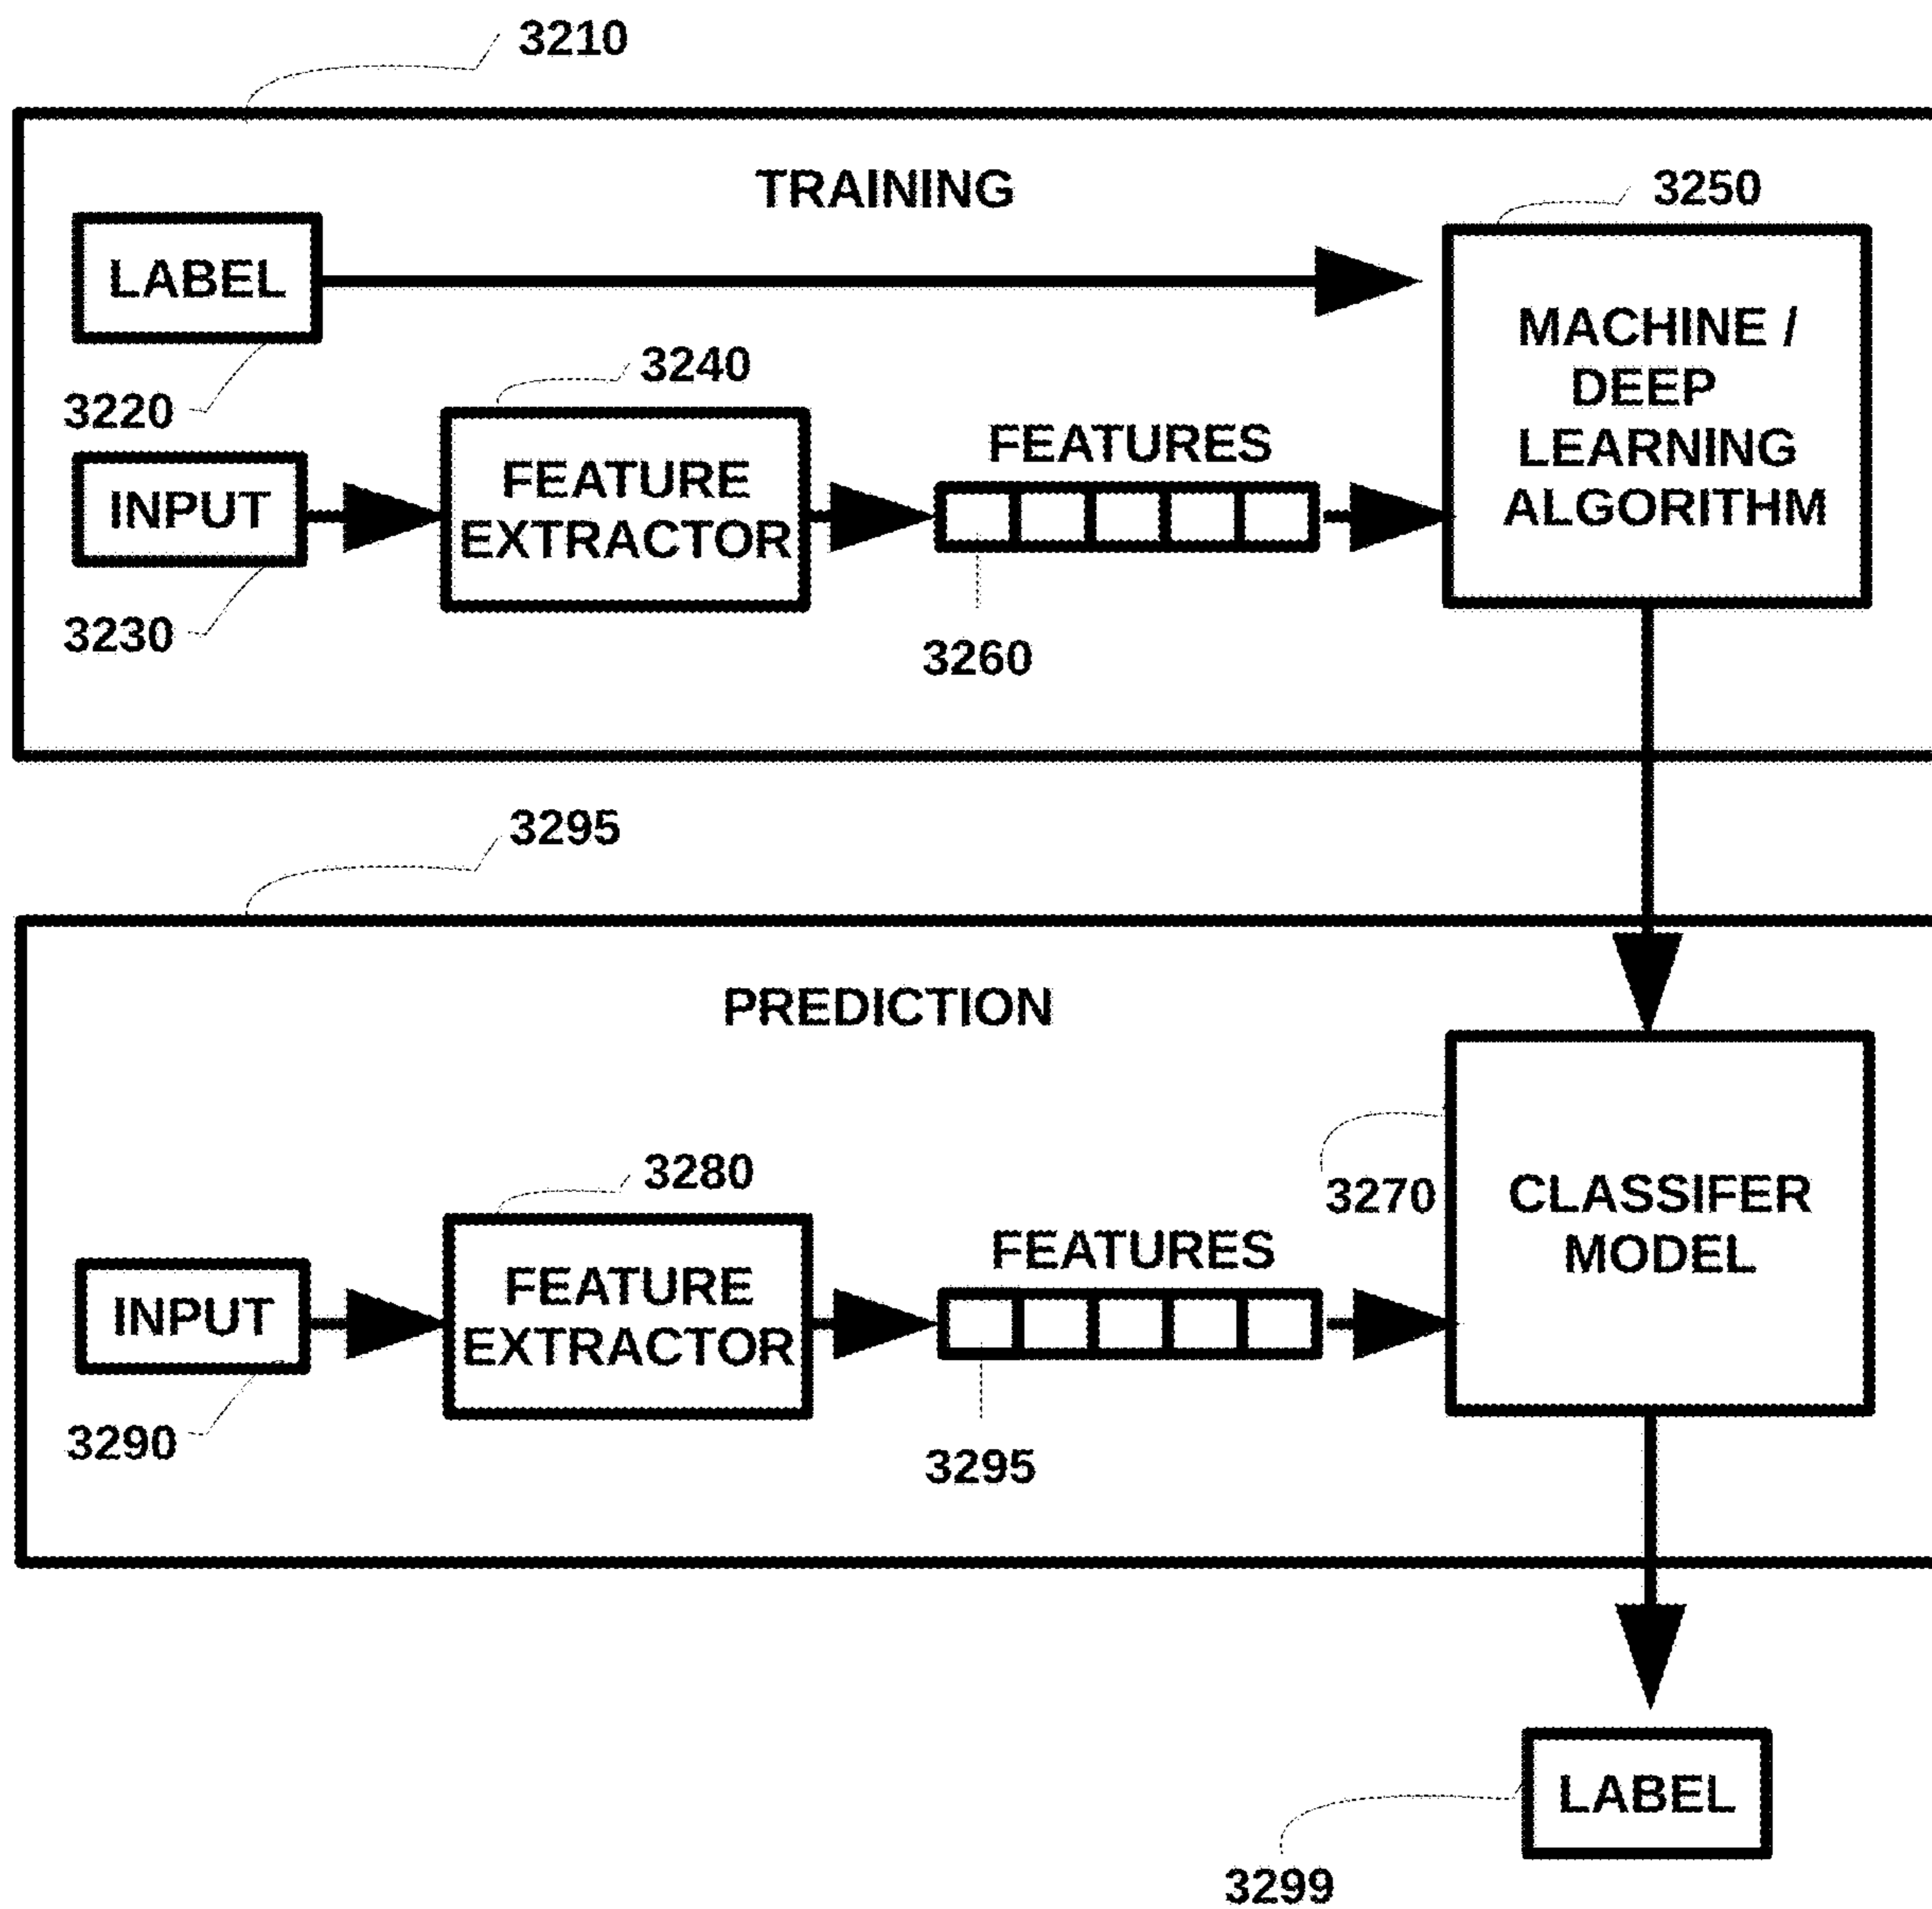 3210
TRAINING
3250
LABEL
MACHINE /
DEEP
LEARNING
ALGORITHM
3220
3240
FEATURES
INPUT
FEATURE
EXTRACTOR
3230
3260
3295
PREDICTION
3280
3270
CLASSIFER
MODEL
FEATURES
INPUT
FEATURE
EXTRACTOR
3290
3295
LABEL
3299